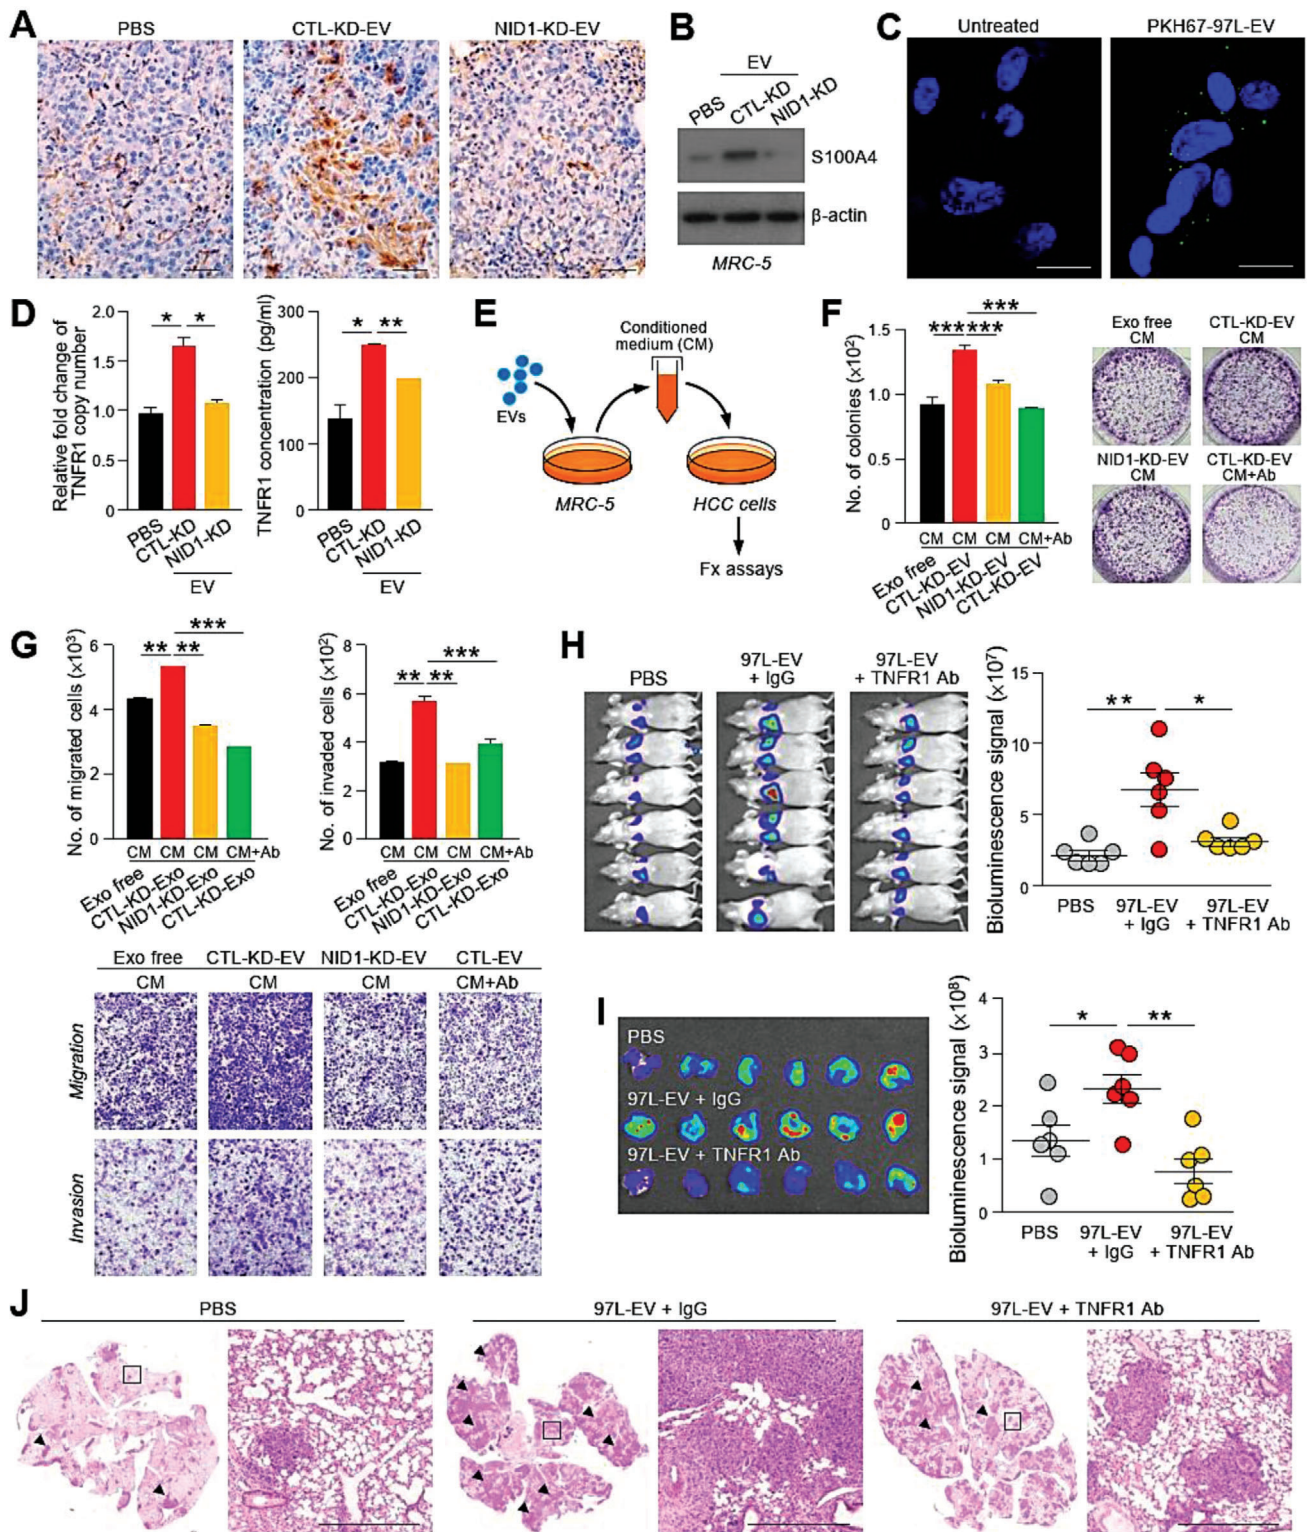 A
PBS
CTL-KD-EV
NID1-KD-EV
B
EV
PBS
CTL-KD
NID1-KD
S100A4
β-actin
MRC-5
C
Untreated
PKH67-97L-EV
D
Relative fold change of
TNFR1 copy number
2.0
1.5
1.0
0.5
0
*
*
PBS
CTL-KD
NID1-KD
EV
TNFR1 concentration (pg/ml)
300
200
100
0
*
**
PBS
CTL-KD
NID1-KD
EV
E
EVs
Conditioned
medium (CM)
MRC-5
HCC cells
Fx assays
F
No. of colonies (×10²)
1.5
1.0
0.5
0
***
******
CM CM CM CM+Ab
Exo free
CTL-KD-EV
NID1-KD-EV
CTL-KD-EV
Exo free
CM
CTL-KD-EV
CM
NID1-KD-EV
CM
CTL-KD-EV
CM+Ab
G
No. of migrated cells (×10³)
6
4
2
0
***
** **
CM CM CM CM+Ab
Exo free
CTL-KD-Exo
NID1-KD-Exo
CTL-KD-Exo
No. of invaded cells (×10²)
8
6
4
2
0
***
** **
CM CM CM CM+Ab
Exo free
CTL-KD-Exo
NID1-KD-Exo
CTL-KD-Exo
Exo free CTL-KD-EV NID1-KD-EV CTL-EV
CM CM CM CM+Ab
Migration
Invasion
H
PBS
97L-EV
+ IgG
97L-EV
+ TNFR1 Ab
Bioluminescence signal (×10⁷)
15
10
5
0
**
*
PBS
97L-EV
+ IgG
97L-EV
+ TNFR1 Ab
I
PBS
97L-EV + IgG
97L-EV + TNFR1 Ab
Bioluminescence signal (×10⁸)
4
3
2
1
0
*
**
PBS
97L-EV
+ IgG
97L-EV
+ TNFR1 Ab
J
PBS
97L-EV + IgG
97L-EV + TNFR1 Ab